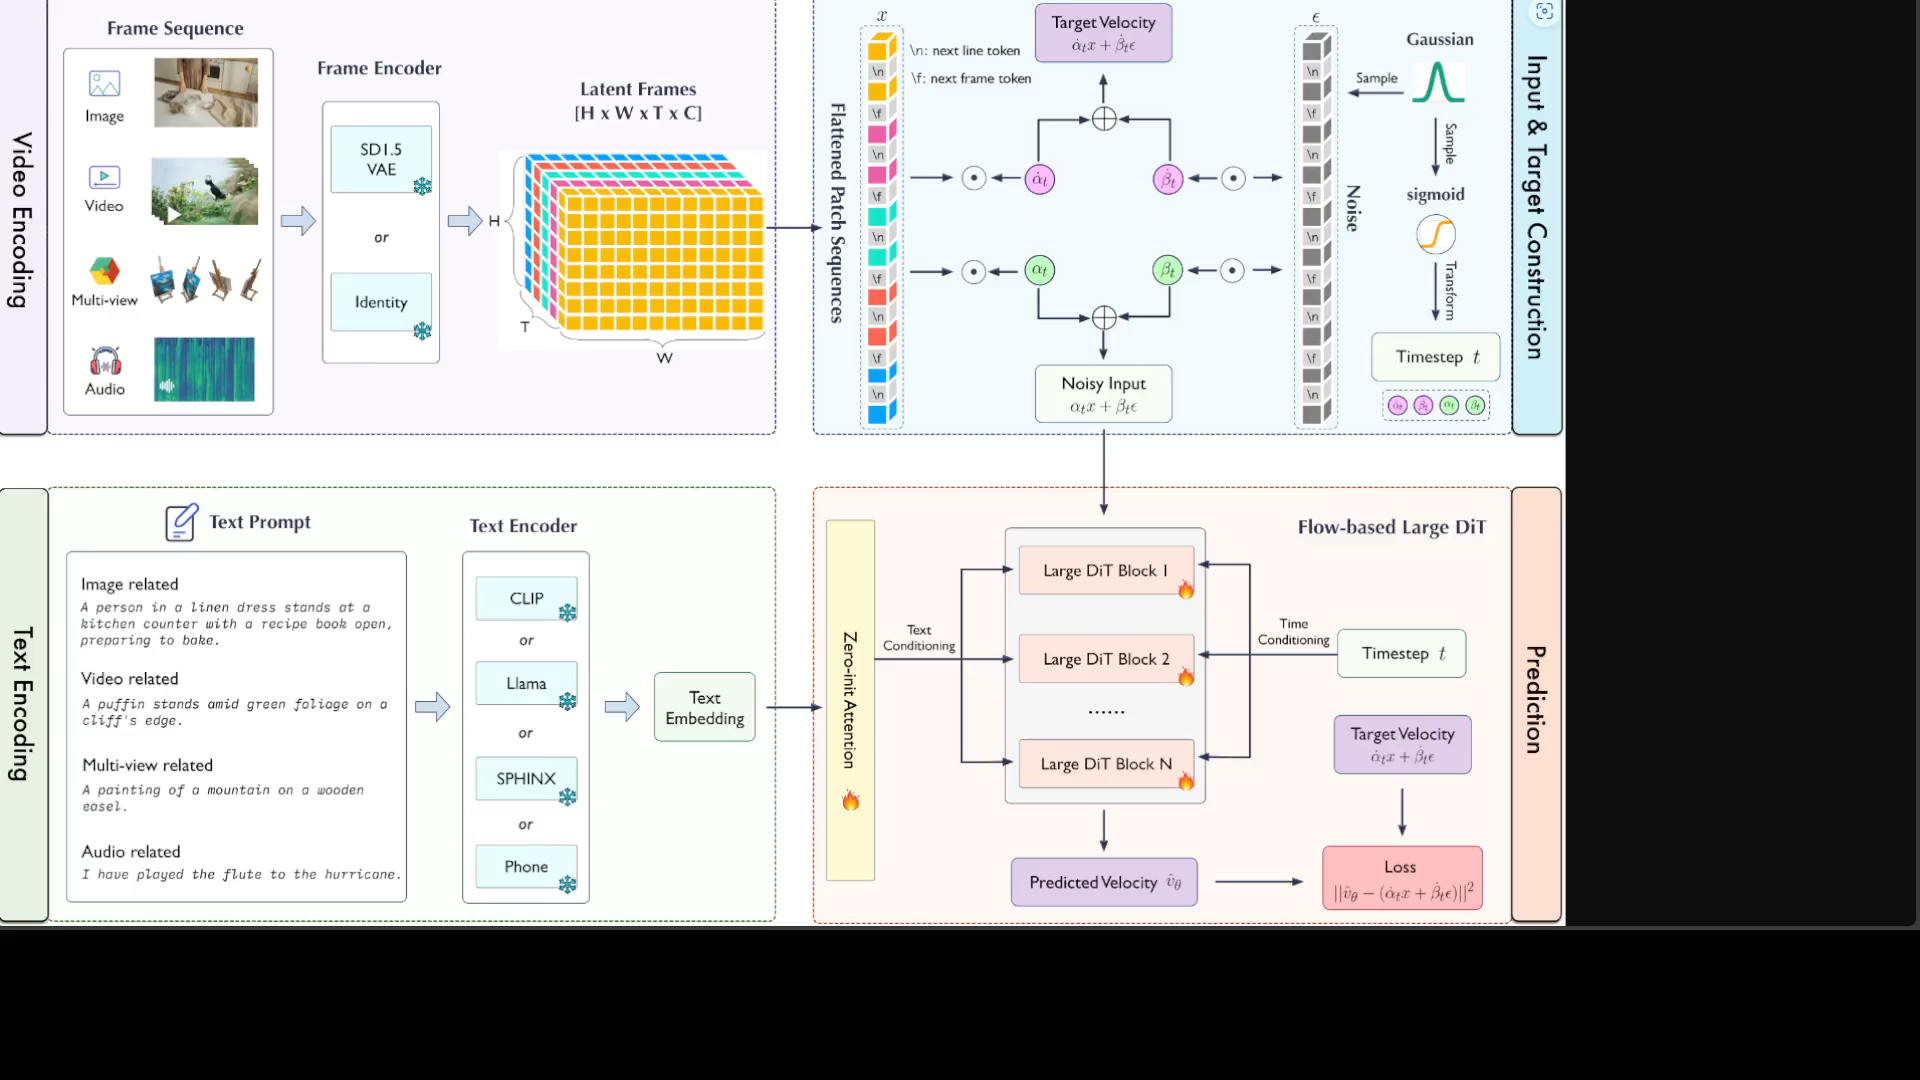 Video Encoding
Frame Sequence
Image
Video
Multi-view
Audio
Frame Encoder
SD1.5
VAE
or
Identity
Latent Frames
[H x W x T x C]
H
T
W
Flattened Patch Sequences
x
\n
\f
\n
\f
\n
\f
\n
\f
\n
\n: next line token
\f: next frame token
Target Velocity
α̇ₜx + β̇ₜϵ
α̇ₜ
β̇ₜ
αₜ
βₜ
Noisy Input
αₜx + βₜϵ
ϵ
\n
\f
\n
\f
\n
\f
\n
\f
\n
Noise
Gaussian
Sample
Sample
sigmoid
Transform
Timestep t
α̇ₜ β̇ₜ αₜ βₜ
Input & Target Construction
Text Encoding
Text Prompt
Image related
A person in a linen dress stands at a
kitchen counter with a recipe book open,
preparing to bake.
Video related
A puffin stands amid green foliage on a
cliff's edge.
Multi-view related
A painting of a mountain on a wooden
easel.
Audio related
I have played the flute to the hurricane.
Text Encoder
CLIP
or
Llama
or
SPHINX
or
Phone
Text
Embedding
Zero-init Attention
Text
Conditioning
Flow-based Large DiT
Large DiT Block 1
Large DiT Block 2
......
Large DiT Block N
Time
Conditioning
Timestep t
Target Velocity
α̇ₜx + β̇ₜϵ
Predicted Velocity v̂_θ
Loss
||v̂_θ − (α̇ₜx + β̇ₜϵ)||²
Prediction